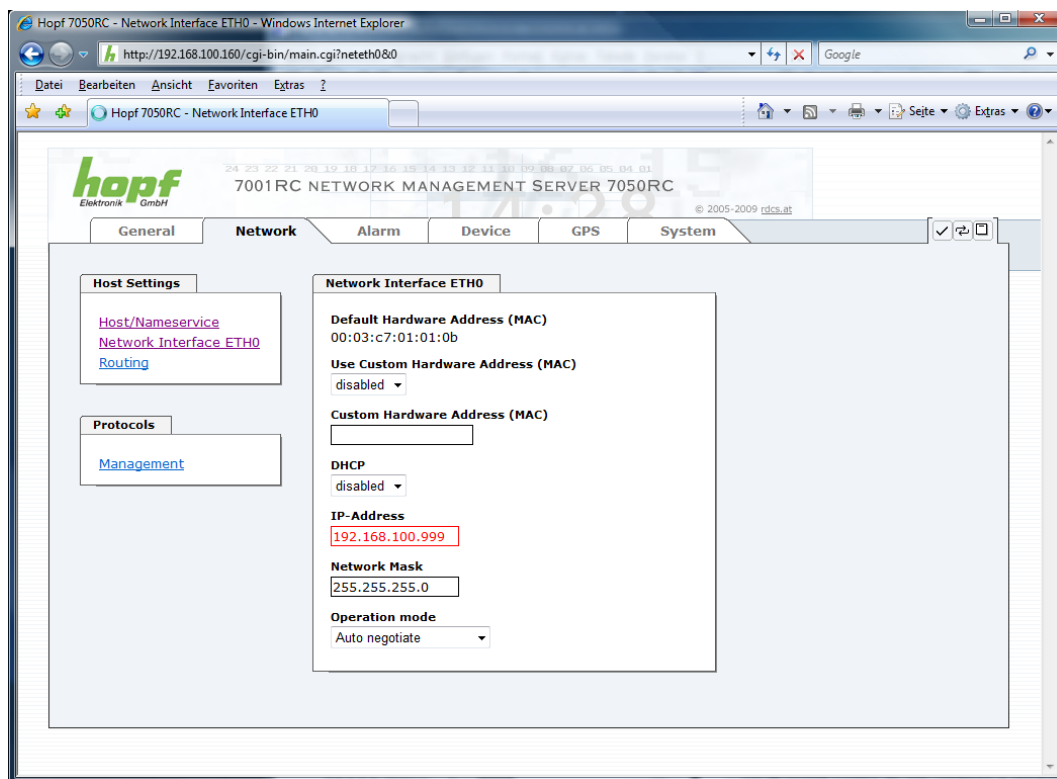 Hopf 7050RC - Network Interface ETH0 - Windows Internet Explorer
http://192.168.100.160/cgi-bin/main.cgi?neteth0&0
Google
Datei Bearbeiten Ansicht Favoriten Extras ?
Hopf 7050RC - Network Interface ETH0
Seite Extras
24 23 22 21 20 19 18 17 16 15 14 13 12 11 10 09 08 07 06 05 04 01
hopf
Elektronik GmbH
7001RC NETWORK MANAGEMENT SERVER 7050RC
© 2005-2009 rdcs.at
General Network Alarm Device GPS System
Host Settings
Host/Nameservice
Network Interface ETH0
Routing
Protocols
Management
Network Interface ETH0
Default Hardware Address (MAC)
00:03:c7:01:01:0b
Use Custom Hardware Address (MAC)
disabled
Custom Hardware Address (MAC)
DHCP
disabled
IP-Address
192.168.100.999
Network Mask
255.255.255.0
Operation mode
Auto negotiate